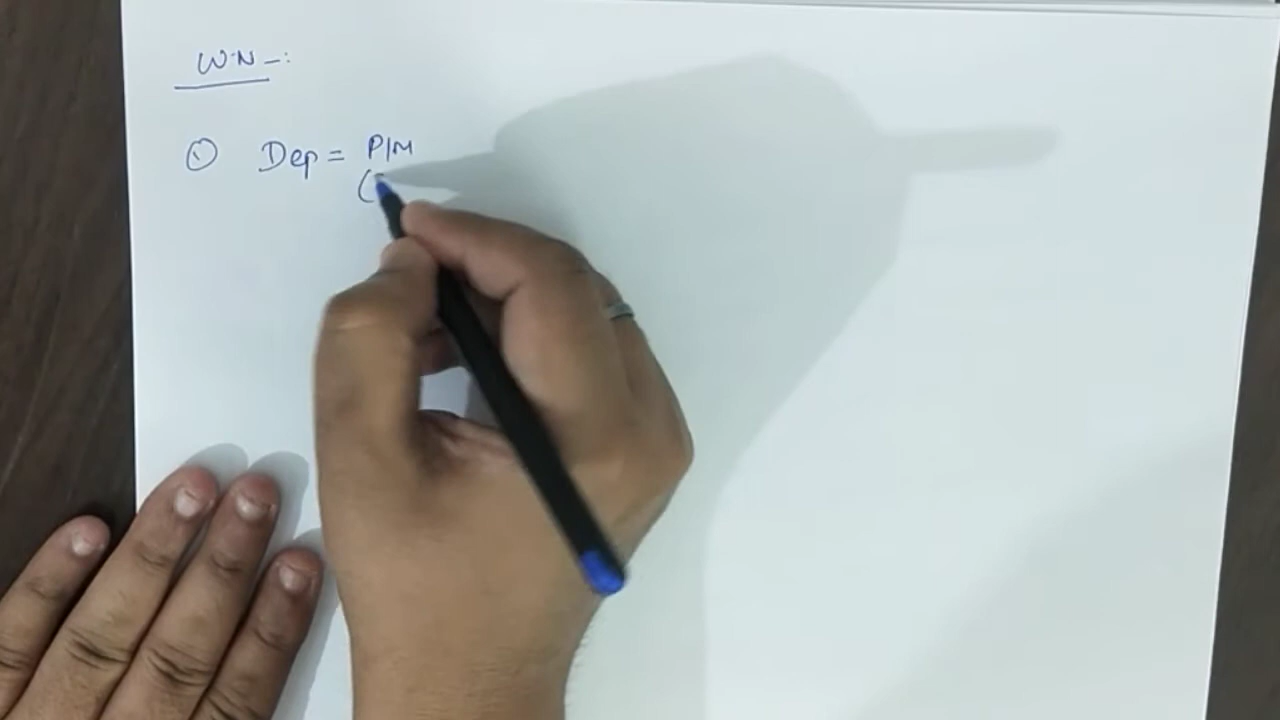 W.N -:
① Dep = P/M
(